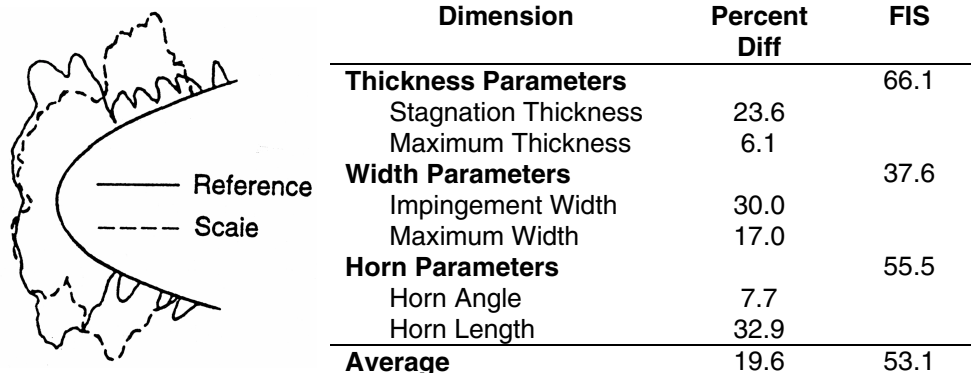 Reference
Scaie
Dimension Percent Diff FIS
Thickness Parameters 66.1
Stagnation Thickness 23.6
Maximum Thickness 6.1
Width Parameters 37.6
Impingement Width 30.0
Maximum Width 17.0
Horn Parameters 55.5
Horn Angle 7.7
Horn Length 32.9
Average 19.6 53.1